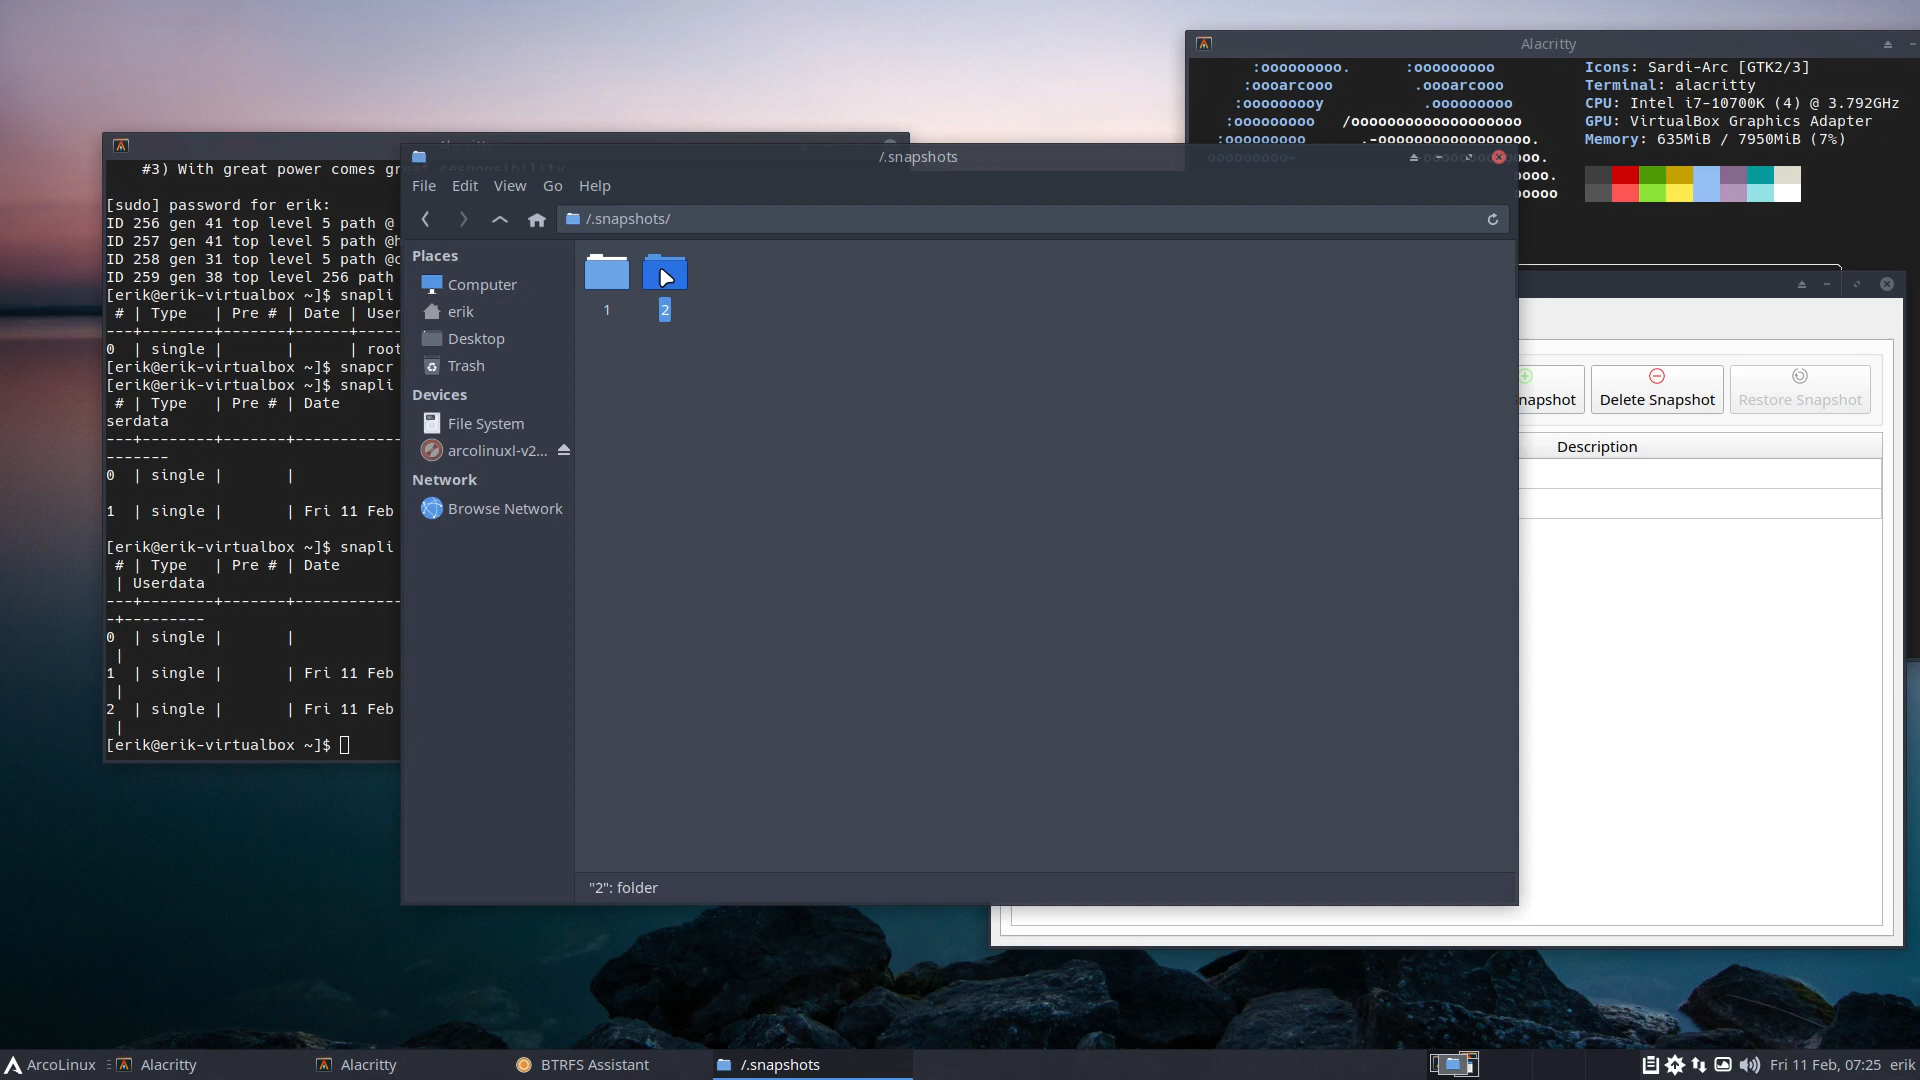 Alacritty
:ooooooooo.      :ooooooooo
:oooarcooo         .oooarcooo
:ooooooooy           .ooooooooo
:ooooooooo   /ooooooooooooooooooo
:ooooooooo      .-ooooooooooooooooo.
Icons: Sardi-Arc [GTK2/3]
Terminal: alacritty
CPU: Intel i7-10700K (4) @ 3.792GHz
GPU: VirtualBox Graphics Adapter
Memory: 635MiB / 7950MiB (7%)
#3) With great power comes great responsibility
[sudo] password for erik:
ID 256 gen 41 top level 5 path @
ID 257 gen 41 top level 5 path @h
ID 258 gen 31 top level 5 path @c
ID 259 gen 38 top level 256 path
[erik@erik-virtualbox ~]$ snapli
# | Type   | Pre # | Date | User
---+--------+-------+------+-----
0  | single |       |      | root
[erik@erik-virtualbox ~]$ snapcr
[erik@erik-virtualbox ~]$ snapli
# | Type   | Pre # | Date
serdata
---+--------+-------+------------
-------
0  | single |       |
1  | single |       | Fri 11 Feb
[erik@erik-virtualbox ~]$ snapli
# | Type   | Pre # | Date
| Userdata
---+--------+-------+------------
-+---------
0  | single |       |
|
1  | single |       | Fri 11 Feb
|
2  | single |       | Fri 11 Feb
|
[erik@erik-virtualbox ~]$
/.snapshots
File Edit View Go Help
/.snapshots/
Places
Computer
erik
Desktop
Trash
Devices
File System
arcolinuxl-v2...
Network
Browse Network
1 2
"2": folder
napshot
Delete Snapshot
Restore Snapshot
Description
ArcoLinux Alacritty Alacritty BTRFS Assistant /.snapshots Fri 11 Feb, 07:25 erik